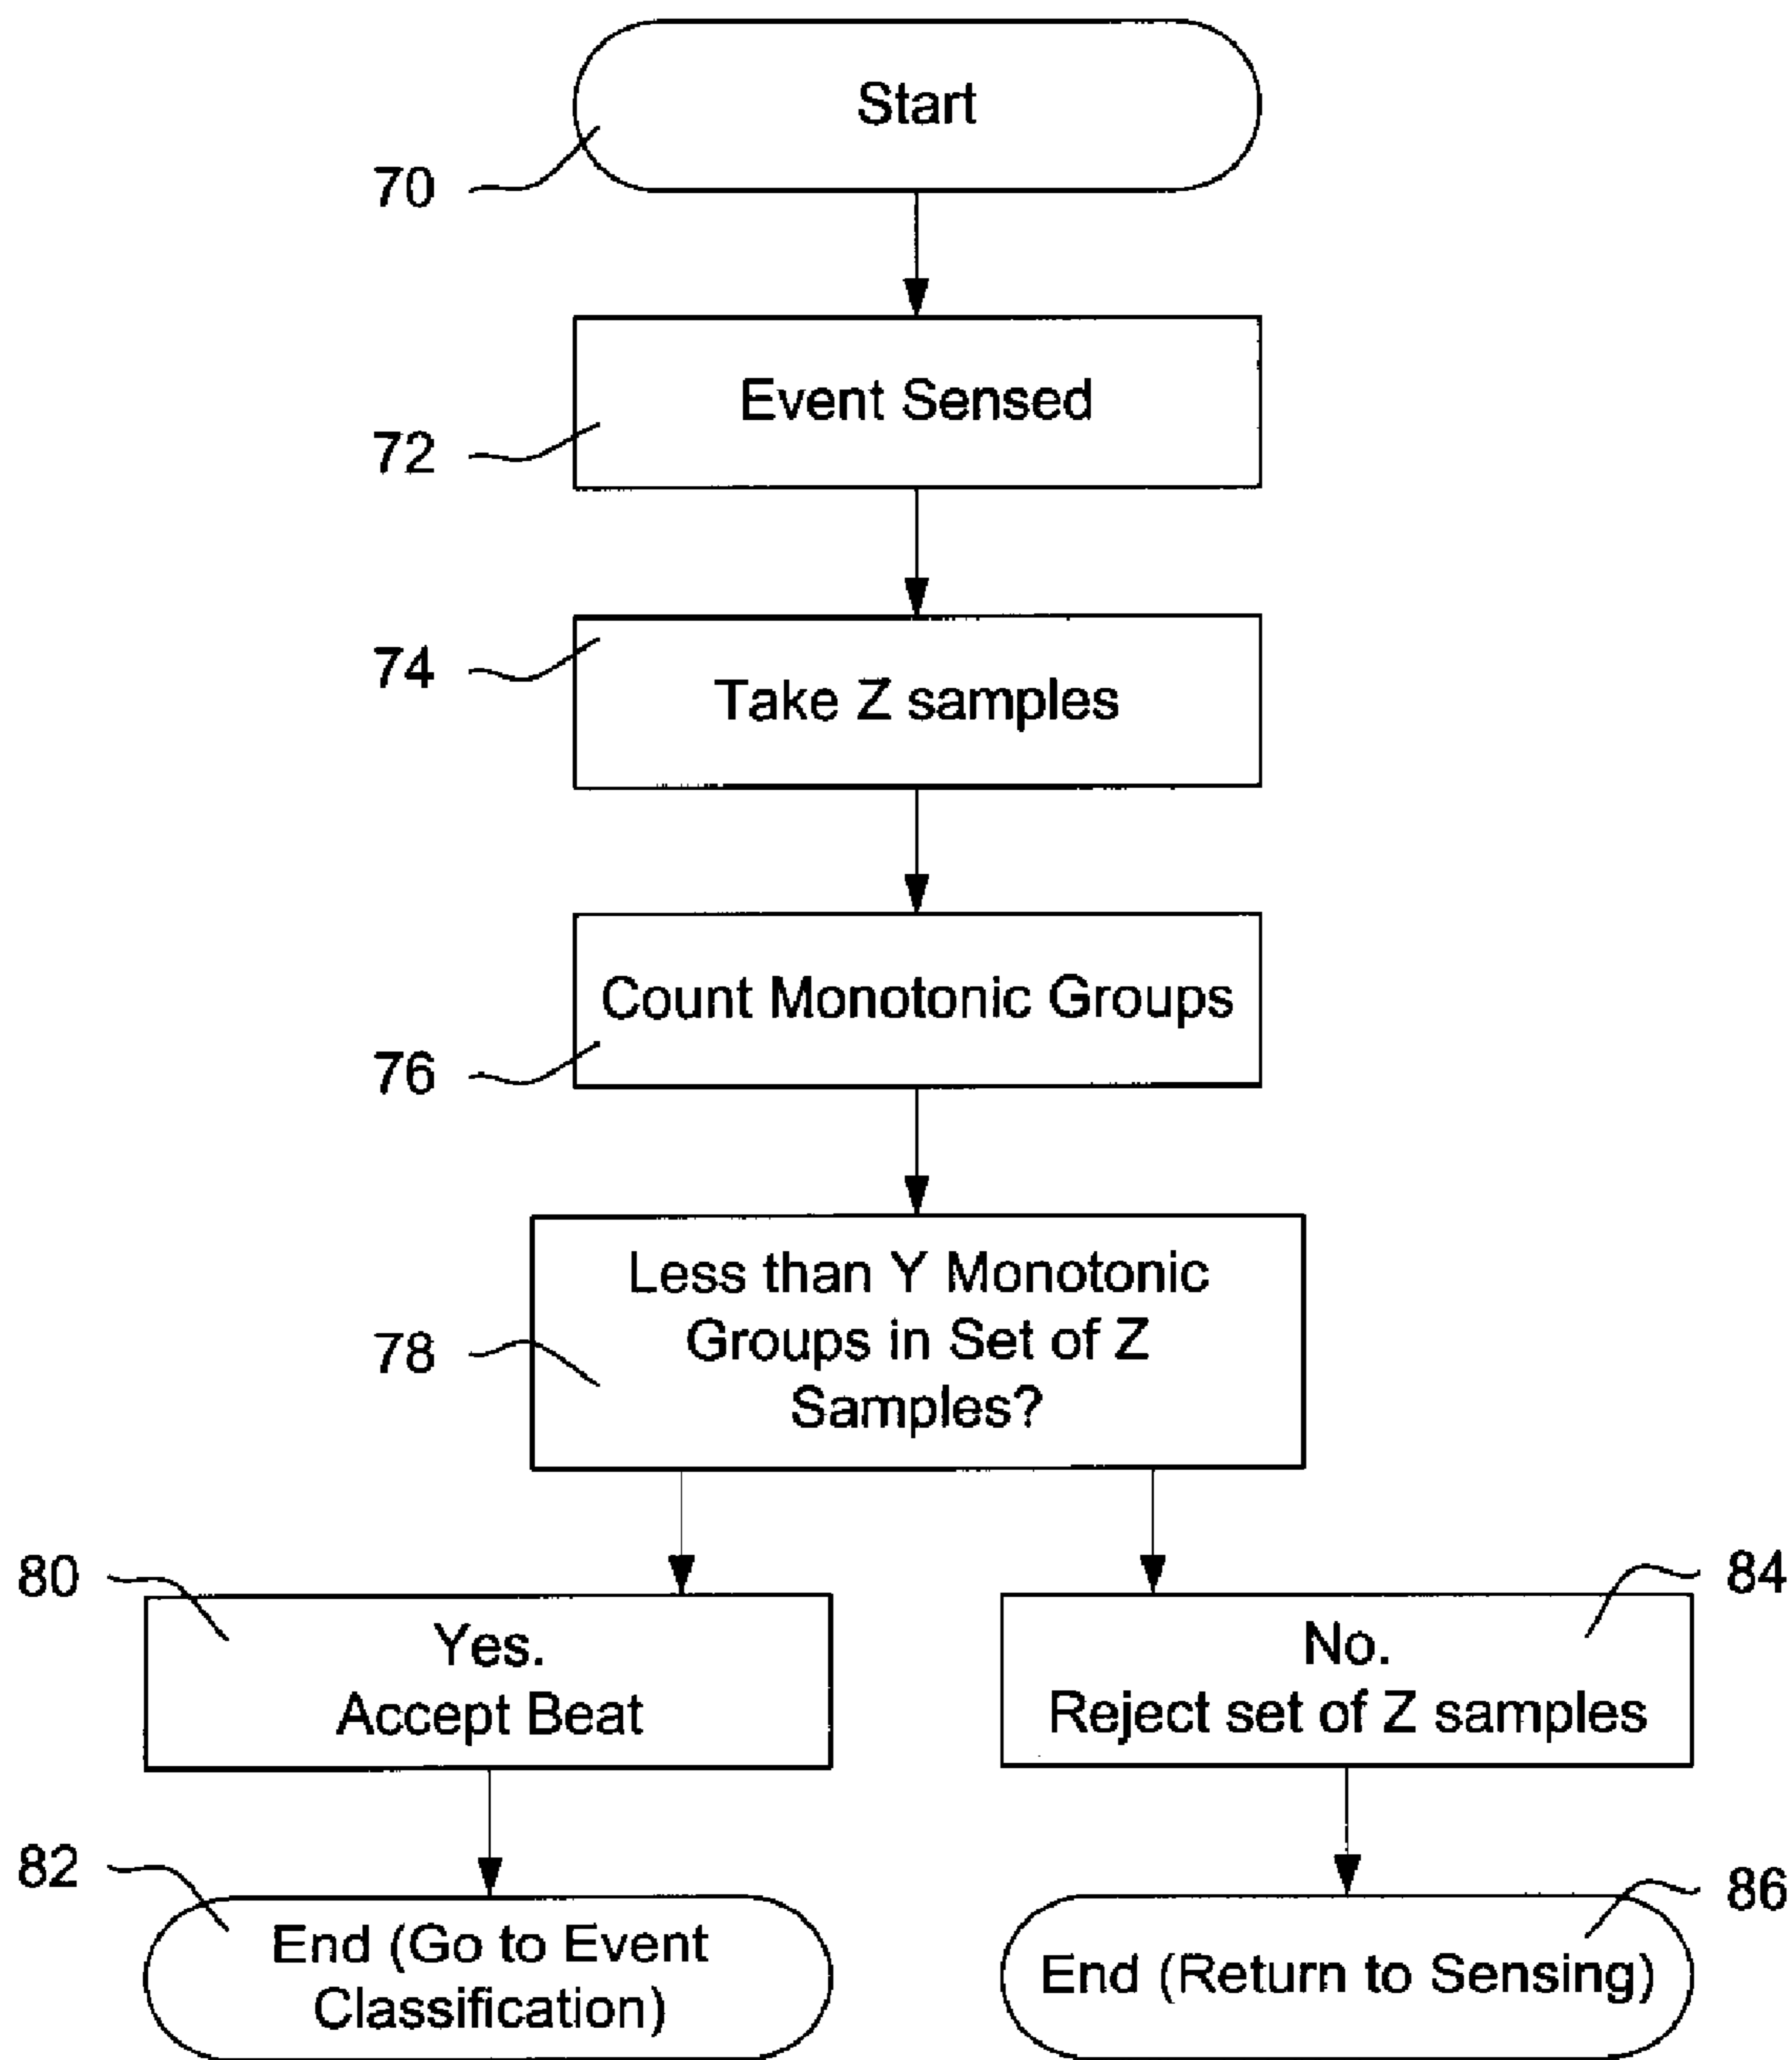 Start
70
Event Sensed
72
74
Take Z samples
Count Monotonic Groups
76
Less than Y Monotonic
Groups in Set of Z
Samples?
78
80
Yes.
Accept Beat
84
No.
Reject set of Z samples
82
End (Go to Event
Classification)
86
End (Return to Sensing)